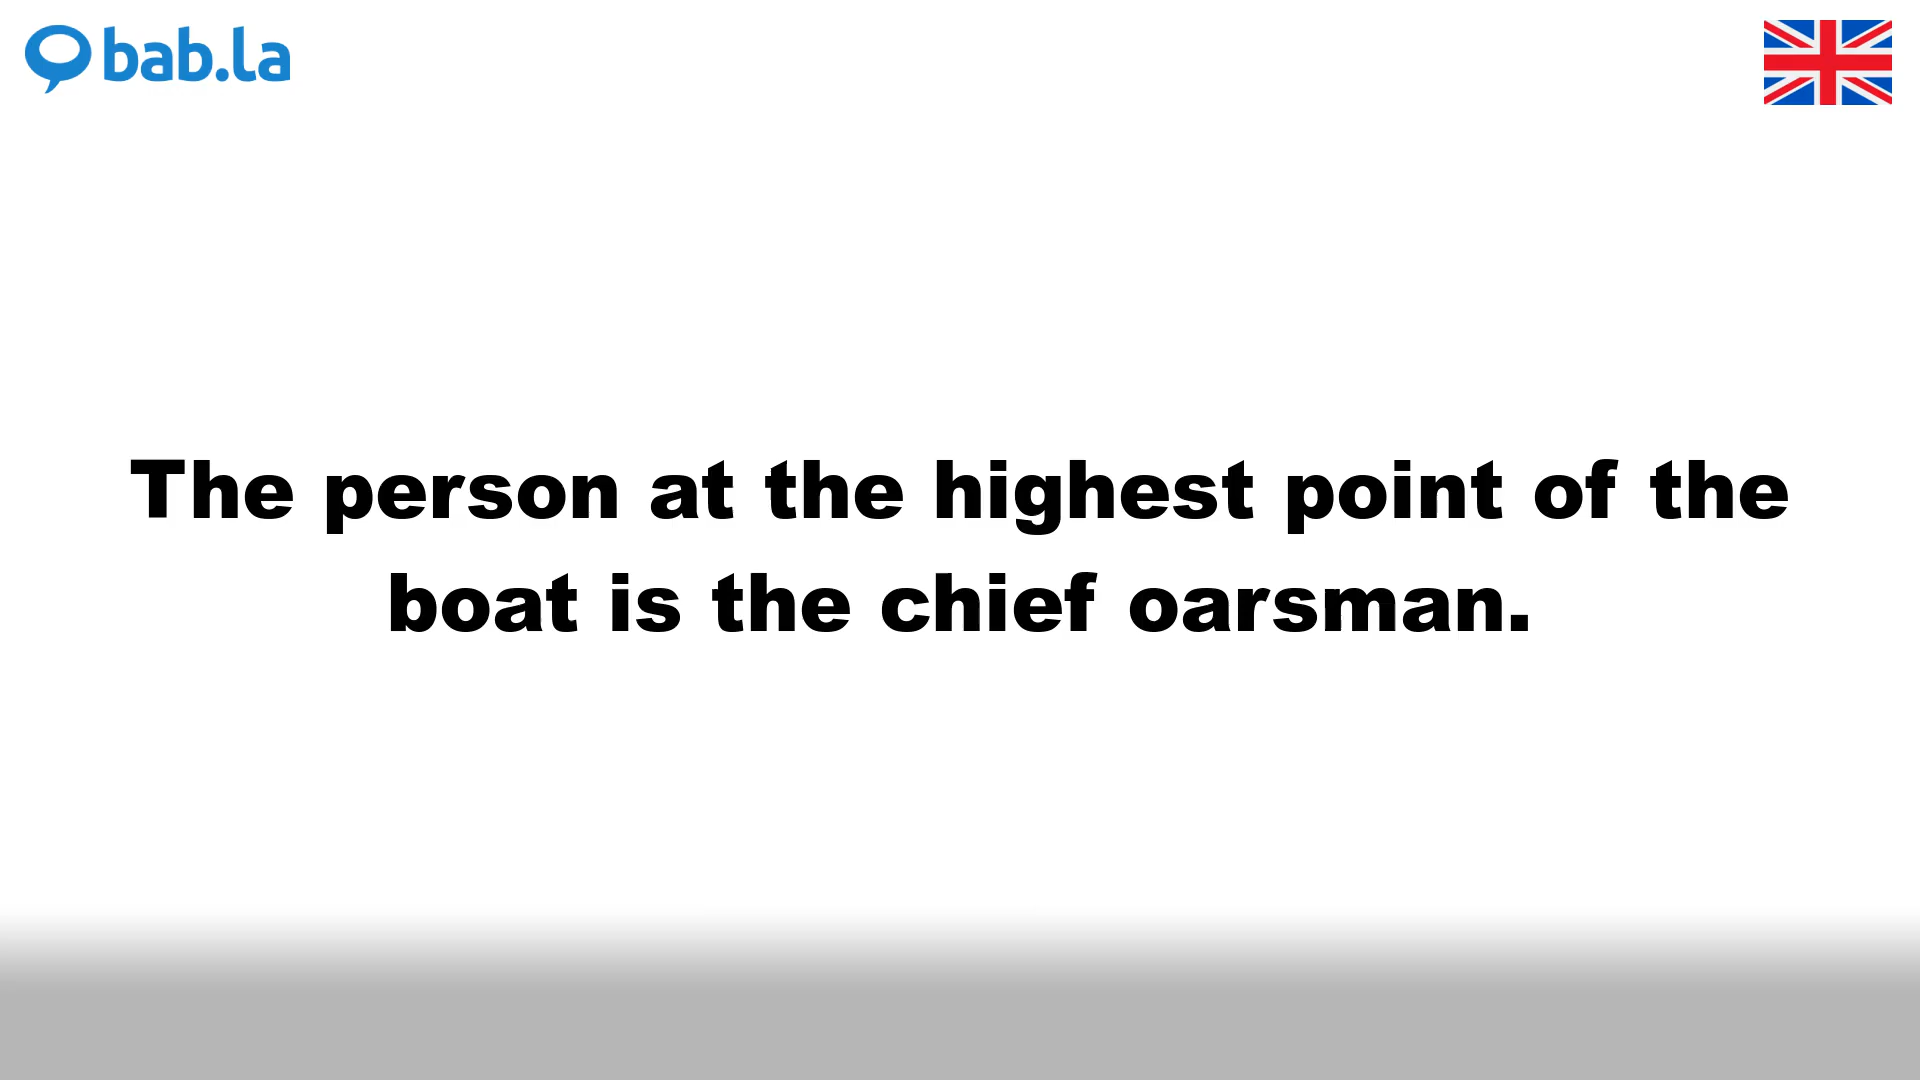 bab.la
The person at the highest point of the
boat is the chief oarsman.